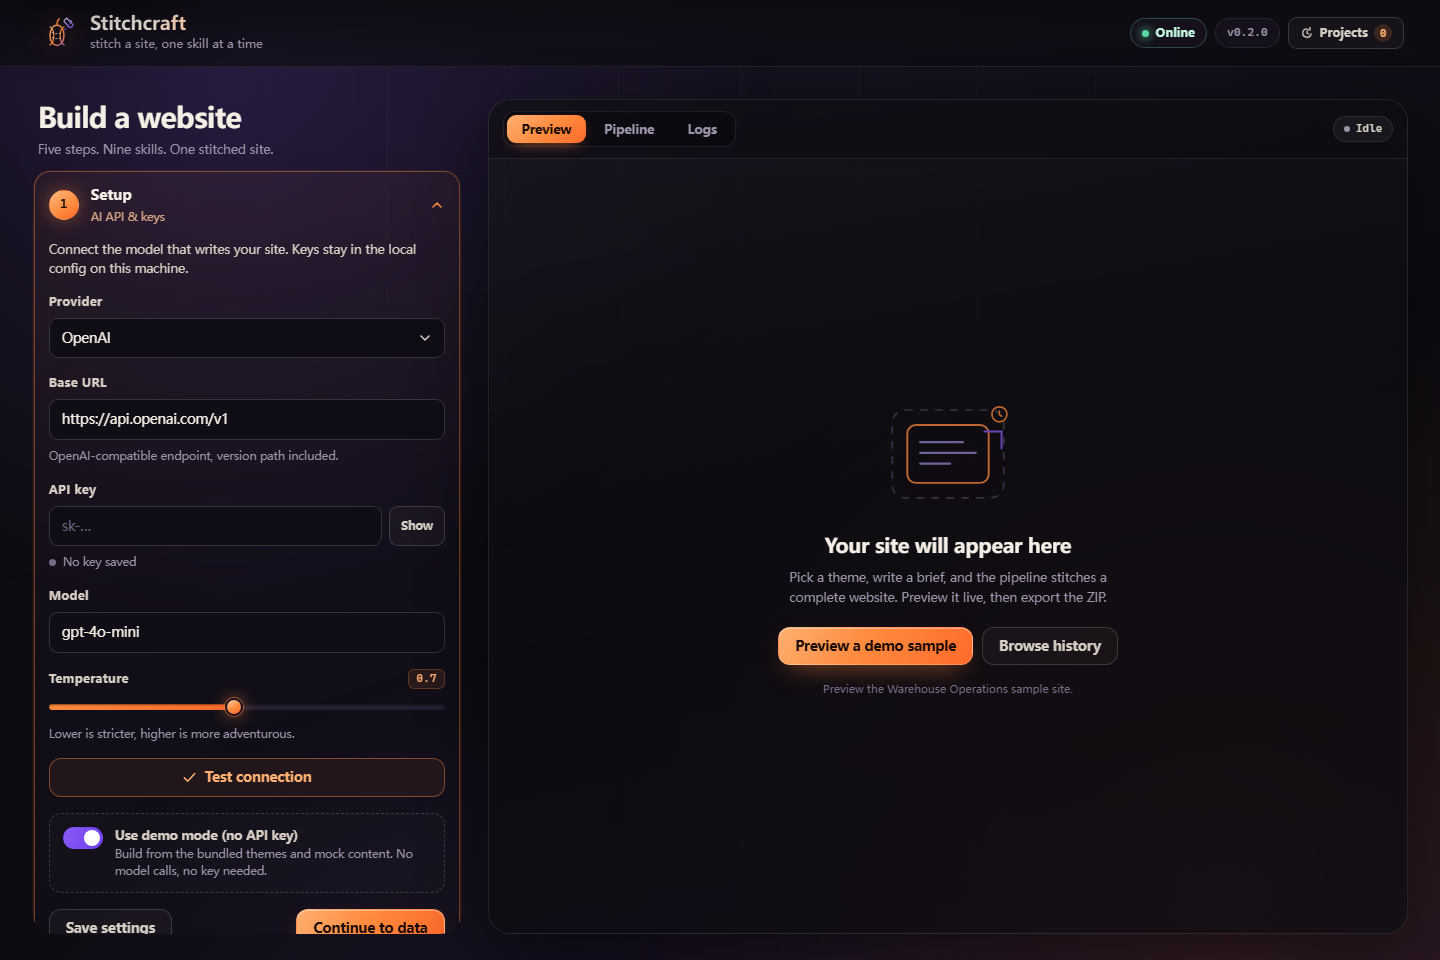 Stitchcraft
stitch a site, one skill at a time
Online
v0.2.0
Projects 0
Build a website
Five steps. Nine skills. One stitched site.
1
Setup
AI API & keys
Connect the model that writes your site. Keys stay in the local
config on this machine.
Provider
OpenAI
Base URL
https://api.openai.com/v1
OpenAI-compatible endpoint, version path included.
API key
sk-...
Show
No key saved
Model
gpt-4o-mini
Temperature
0.7
Lower is stricter, higher is more adventurous.
Test connection
Use demo mode (no API key)
Build from the bundled themes and mock content. No
model calls, no key needed.
Save settings
Continue to data
Preview
Pipeline
Logs
Idle
Your site will appear here
Pick a theme, write a brief, and the pipeline stitches a
complete website. Preview it live, then export the ZIP.
Preview a demo sample
Browse history
Preview the Warehouse Operations sample site.